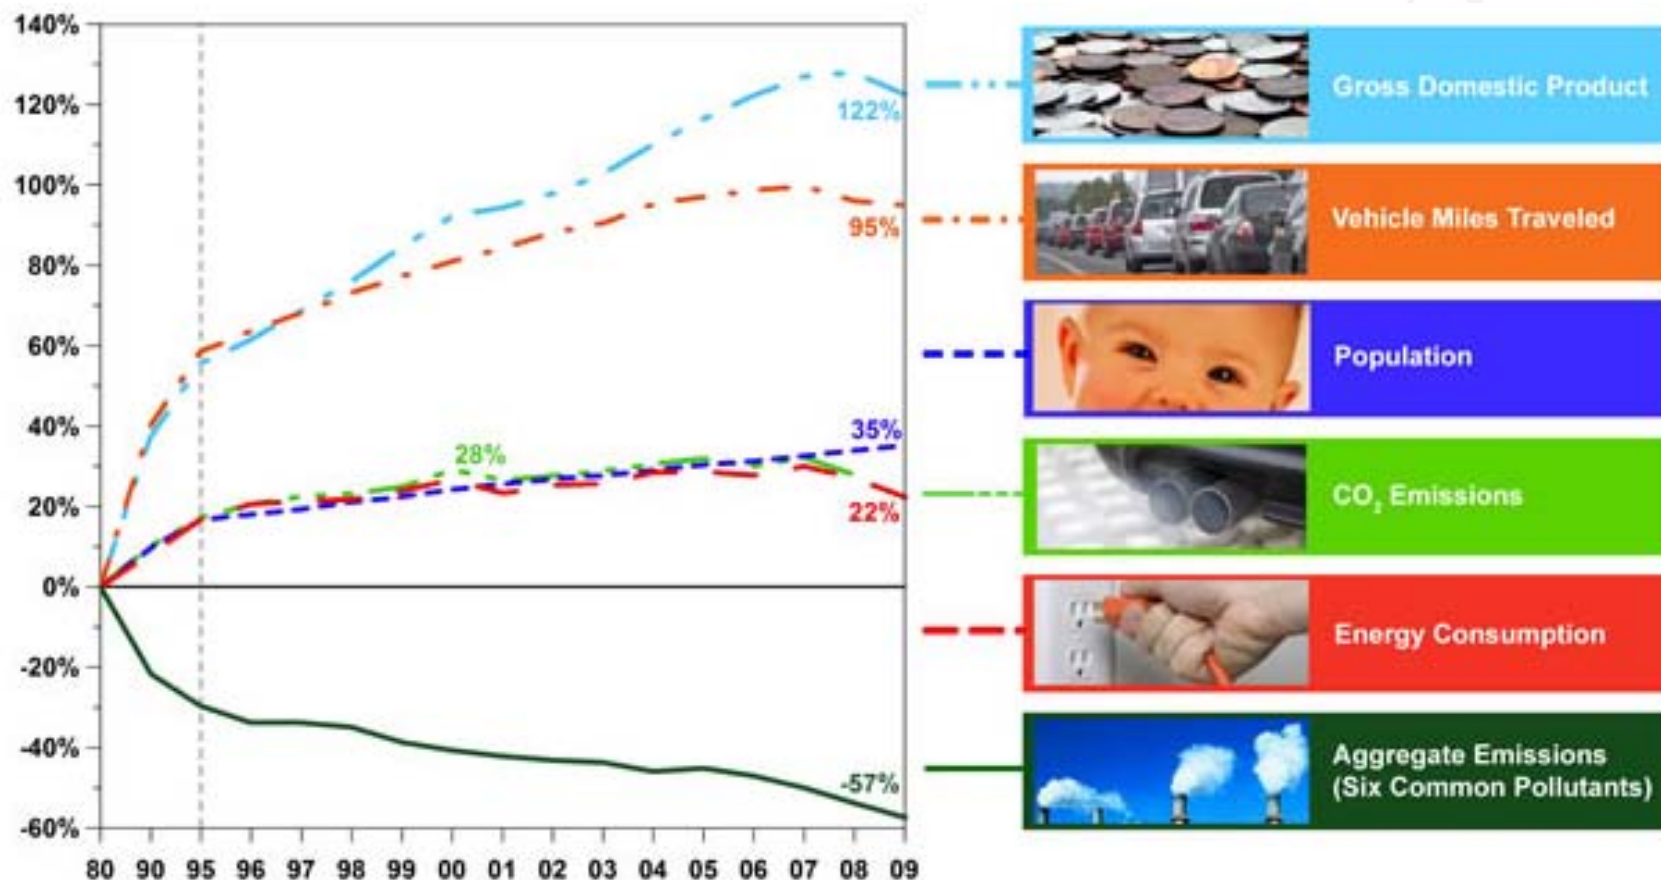 140%
120%
100%
80%
60%
40%
20%
0%
-20%
-40%
-60%
80 90 95 96 97 98 99 00 01 02 03 04 05 06 07 08 09
122%
95%
35%
28%
22%
-57%
Gross Domestic Product
Vehicle Miles Traveled
Population
CO₂ Emissions
Energy Consumption
Aggregate Emissions
(Six Common Pollutants)